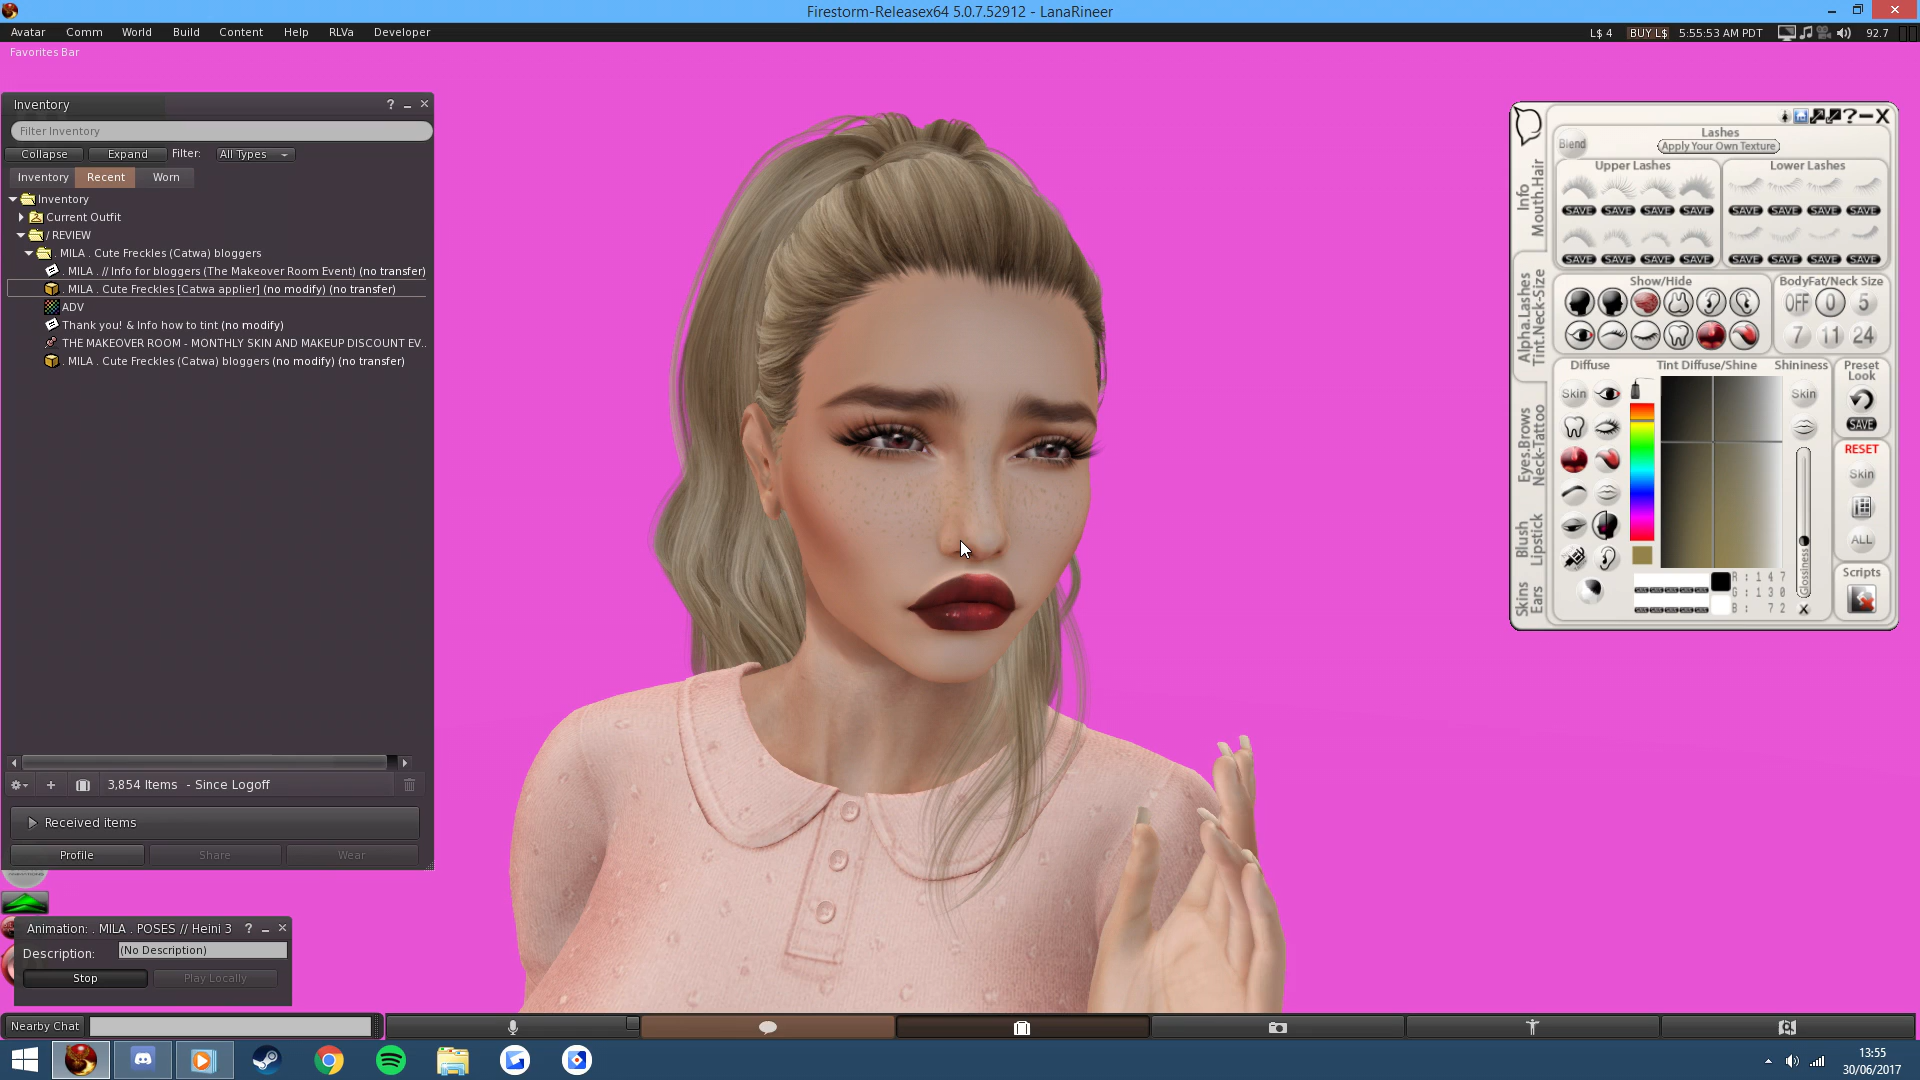 Firestorm-Releasex64 5.0.7.52912 - LanaRineer
Avatar Comm World Build Content Help RLVa Developer
L$ 4 BUY L$ 5:55:53 AM PDT 92.7
Favorites Bar
Inventory ?
Filter Inventory
Collapse Expand Filter: All Types
Inventory Recent Worn
Inventory
Current Outfit
/ REVIEW
. MILA . Cute Freckles (Catwa) bloggers
. MILA . // Info for bloggers (The Makeover Room Event) (no transfer)
. MILA . Cute Freckles [Catwa applier] (no modify) (no transfer)
ADV
Thank you! & Info how to tint (no modify)
THE MAKEOVER ROOM - MONTHLY SKIN AND MAKEUP DISCOUNT EV..
. MILA . Cute Freckles (Catwa) bloggers (no modify) (no transfer)
3,854 Items - Since Logoff
Received items
Profile Share Wear
Animation: . MILA . POSES // Heini 3 ?
Description: (No Description)
Stop Play Locally
Nearby Chat
Info
Mouth.Hair
Alpha.Lashes
Tint.Neck-Size
Eyes.Brows
Neck-Tattoo
Blush
Lipstick
Skins
Ears
?
Lashes
Blend
Apply Your Own Texture
Upper Lashes Lower Lashes
SAVE SAVE SAVE SAVE SAVE SAVE SAVE SAVE
SAVE SAVE SAVE SAVE SAVE SAVE SAVE SAVE
Show/Hide BodyFat/Neck Size
OFF 0 5
7 11 24
Diffuse Tint Diffuse/Shine Shininess Preset Look
Skin Skin
SAVE
RESET
Skin
ALL
Glossiness
Scripts
R : 1 4 7
G : 1 3 0
B : 7 2
X
13:55
30/06/2017